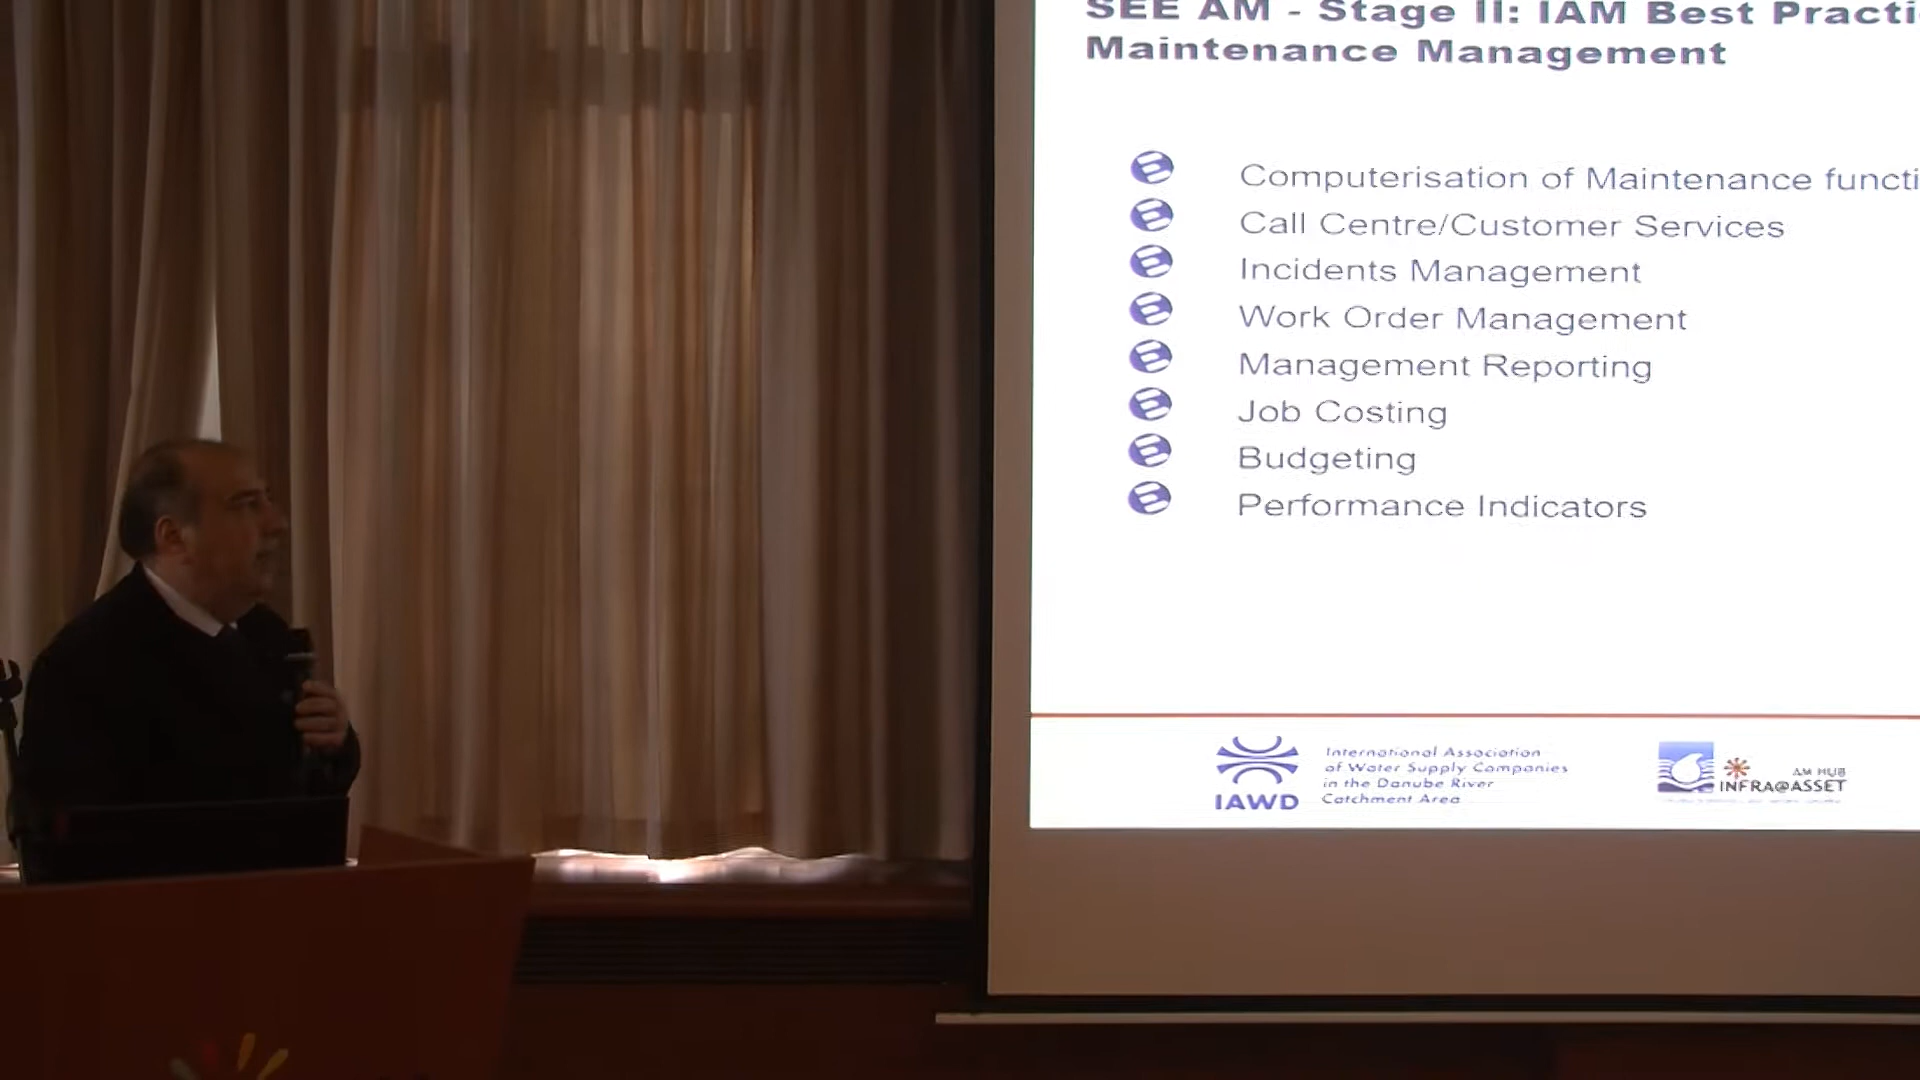 SEE AM - Stage II: IAM Best Practi
Maintenance Management
Computerisation of Maintenance functi
Call Centre/Customer Services
Incidents Management
Work Order Management
Management Reporting
Job Costing
Budgeting
Performance Indicators
International Association
of Water Supply Companies
in the Danube River
Catchment Area
IAWD
AM HUB
INFRA@ASSET